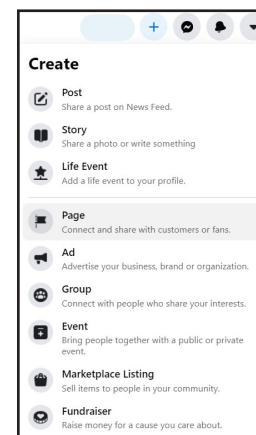 Create
Post
Share a post on News Feed.
Story
Share a photo or write something
Life Event
Add a life event to your profile.
Page
Connect and share with customers or fans.
Ad
Advertise your business, brand or organization.
Group
Connect with people who share your interests.
Event
Bring people together with a public or private
event.
Marketplace Listing
Sell items to people in your community.
Fundraiser
Raise money for a cause you care about.